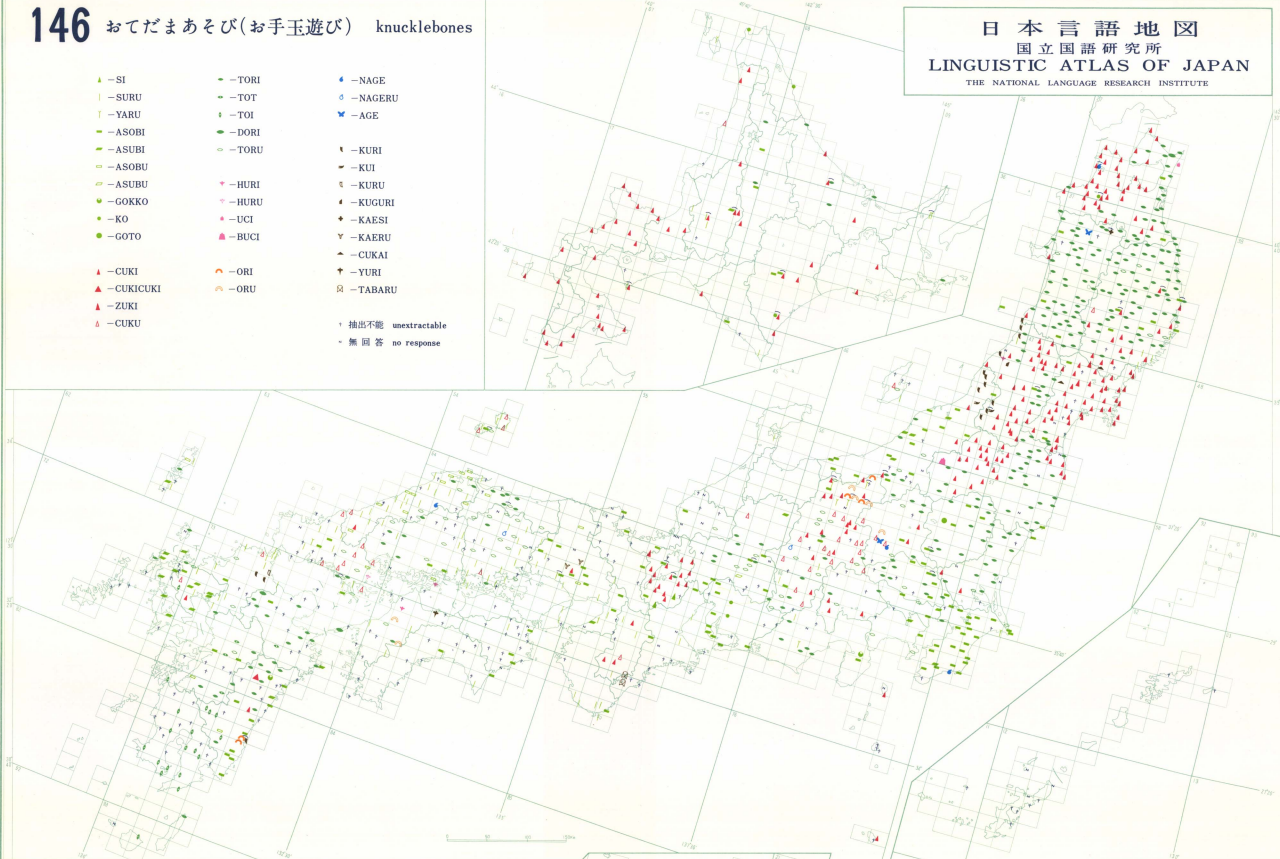 146 おてだまあそび(お手玉遊び) knucklebones
日本言語地図
国立国語研究所
LINGUISTIC ATLAS OF JAPAN
THE NATIONAL LANGUAGE RESEARCH INSTITUTE
—SI
—SURU
—YARU
—ASOBI
—ASUBI
—ASOBU
—ASUBU
—GOKKO
—KO
—GOTO
—CUKI
—CUKICUKI
—ZUKI
—CUKU
—TORI
—TOT
—TOI
—DORI
—TORU
—HURI
—HURU
—UCI
—BUCI
—ORI
—ORU
—NAGE
—NAGERU
—AGE
—KURI
—KUI
—KURU
—KUGURI
—KAESI
—KAERU
—CUKAI
—YURI
—TABARU
抽出不能 unextractable
無回答 no response